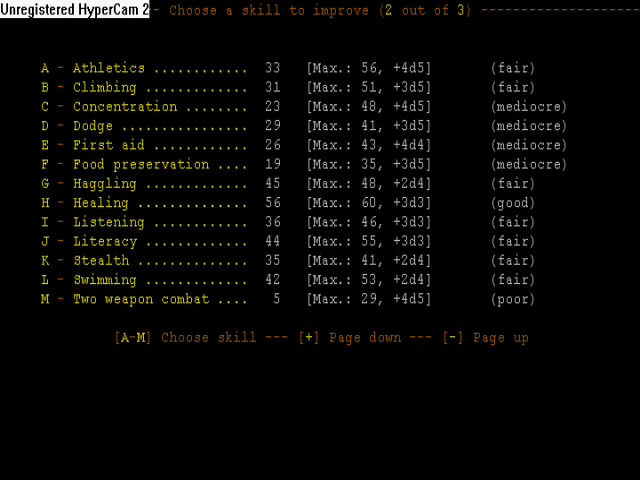 Unregistered HyperCam 2 - Choose a skill to improve (2 out of 3) --------------------
A - Athletics ............ 33 [Max.: 56, +4d5] (fair)
B - Climbing ............. 31 [Max.: 51, +3d5] (fair)
C - Concentration ........ 23 [Max.: 48, +4d5] (mediocre)
D - Dodge ................ 29 [Max.: 41, +3d5] (mediocre)
E - First aid ............ 26 [Max.: 43, +4d4] (mediocre)
F - Food preservation .... 19 [Max.: 35, +3d5] (mediocre)
G - Haggling ............. 45 [Max.: 48, +2d4] (fair)
H - Healing .............. 56 [Max.: 60, +3d3] (good)
I - Listening ............ 36 [Max.: 46, +3d3] (fair)
J - Literacy ............. 44 [Max.: 55, +3d3] (fair)
K - Stealth .............. 35 [Max.: 41, +2d4] (fair)
L - Swimming ............. 42 [Max.: 53, +2d4] (fair)
M - Two weapon combat .... 5 [Max.: 29, +4d5] (poor)
[A-M] Choose skill --- [+] Page down --- [-] Page up